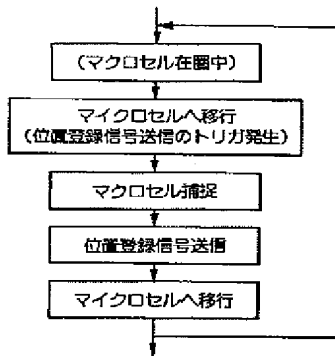 (マクロセル在圏中)
マイクロセルへ移行
(位置登録信号送信のトリガ発生)
マクロセル捕捉
位置登録信号送信
マイクロセルへ移行